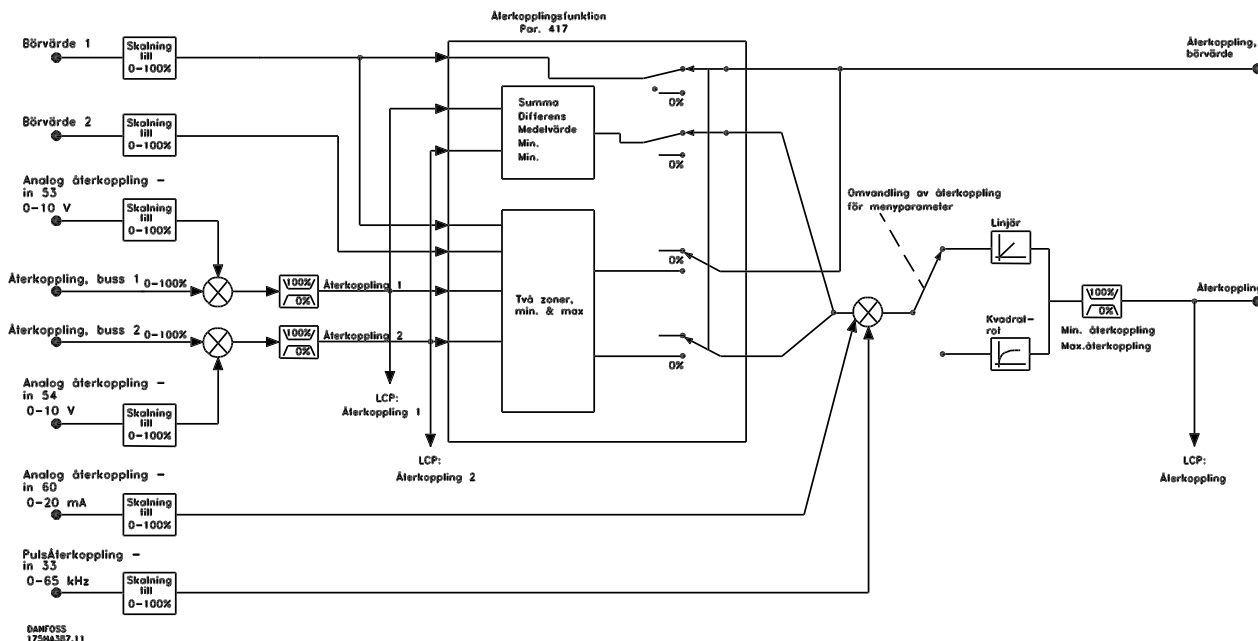 Återkopplingsfunktion
Par. 417
Börvärde 1
Skalning
till
0-100%
Återkoppling,
börvärde
0%
Summa
Differens
Medelvärde
Min.
Min.
0%
Börvärde 2
Skalning
till
0-100%
Analog återkoppling -
in 53
0-10 V
Skalning
till
0-100%
Omvandling av återkoppling
för menyparameter
Linjör
Återkoppling, buss 1 0-100%
100%
0%
Återkoppling 1
Två zoner,
min. & max
0%
Återkoppling, buss 2 0-100%
100%
0%
Återkoppling 2
0%
Kvadrat-
rot
100%
0%
Min. återkoppling
Max.återkoppling
Återkoppling
Analog återkoppling -
in 54
0-10 V
Skalning
till
0-100%
LCP:
Återkoppling 1
LCP:
Återkoppling 2
LCP:
Återkoppling
Analog återkoppling -
in 60
0-20 mA
Skalning
till
0-100%
PulsÅterkoppling -
in 33
0-65 kHz
Skalning
till
0-100%
DANFOSS
175NA387.11